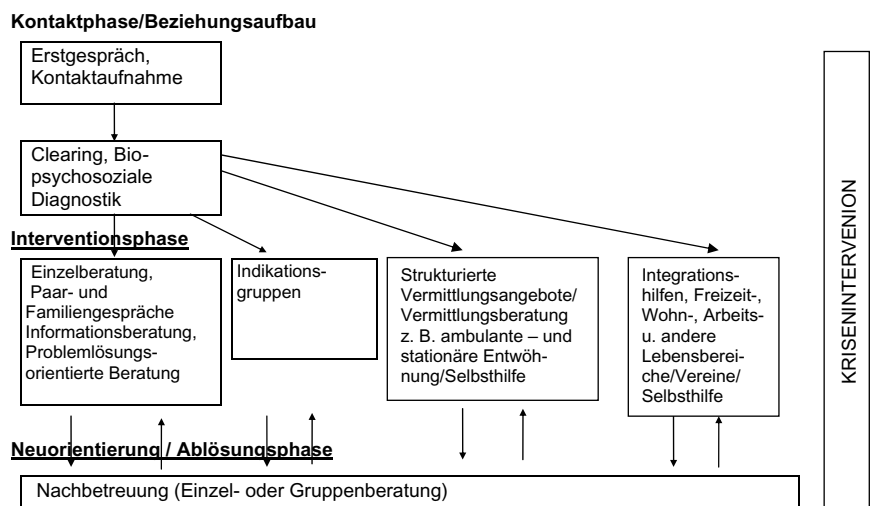 Kontaktphase/Beziehungsaufbau
Erstgespräch,
Kontaktaufnahme
Clearing, Bio-
psychosoziale
Diagnostik
Interventionsphase
Einzelberatung,
Paar- und
Familiengespräche
Informationsberatung,
Problemlösungs-
orientierte Beratung
Indikations-
gruppen
Strukturierte
Vermittlungsangebote/
Vermittlungsberatung
z. B. ambulante – und
stationäre Entwöh-
nung/Selbsthilfe
Integrations-
hilfen, Freizeit-,
Wohn-, Arbeits-
u. andere
Lebensberei-
che/Vereine/
Selbsthilfe
Neuorientierung / Ablösungsphase
Nachbetreuung (Einzel- oder Gruppenberatung)
KRISENINTERVENION